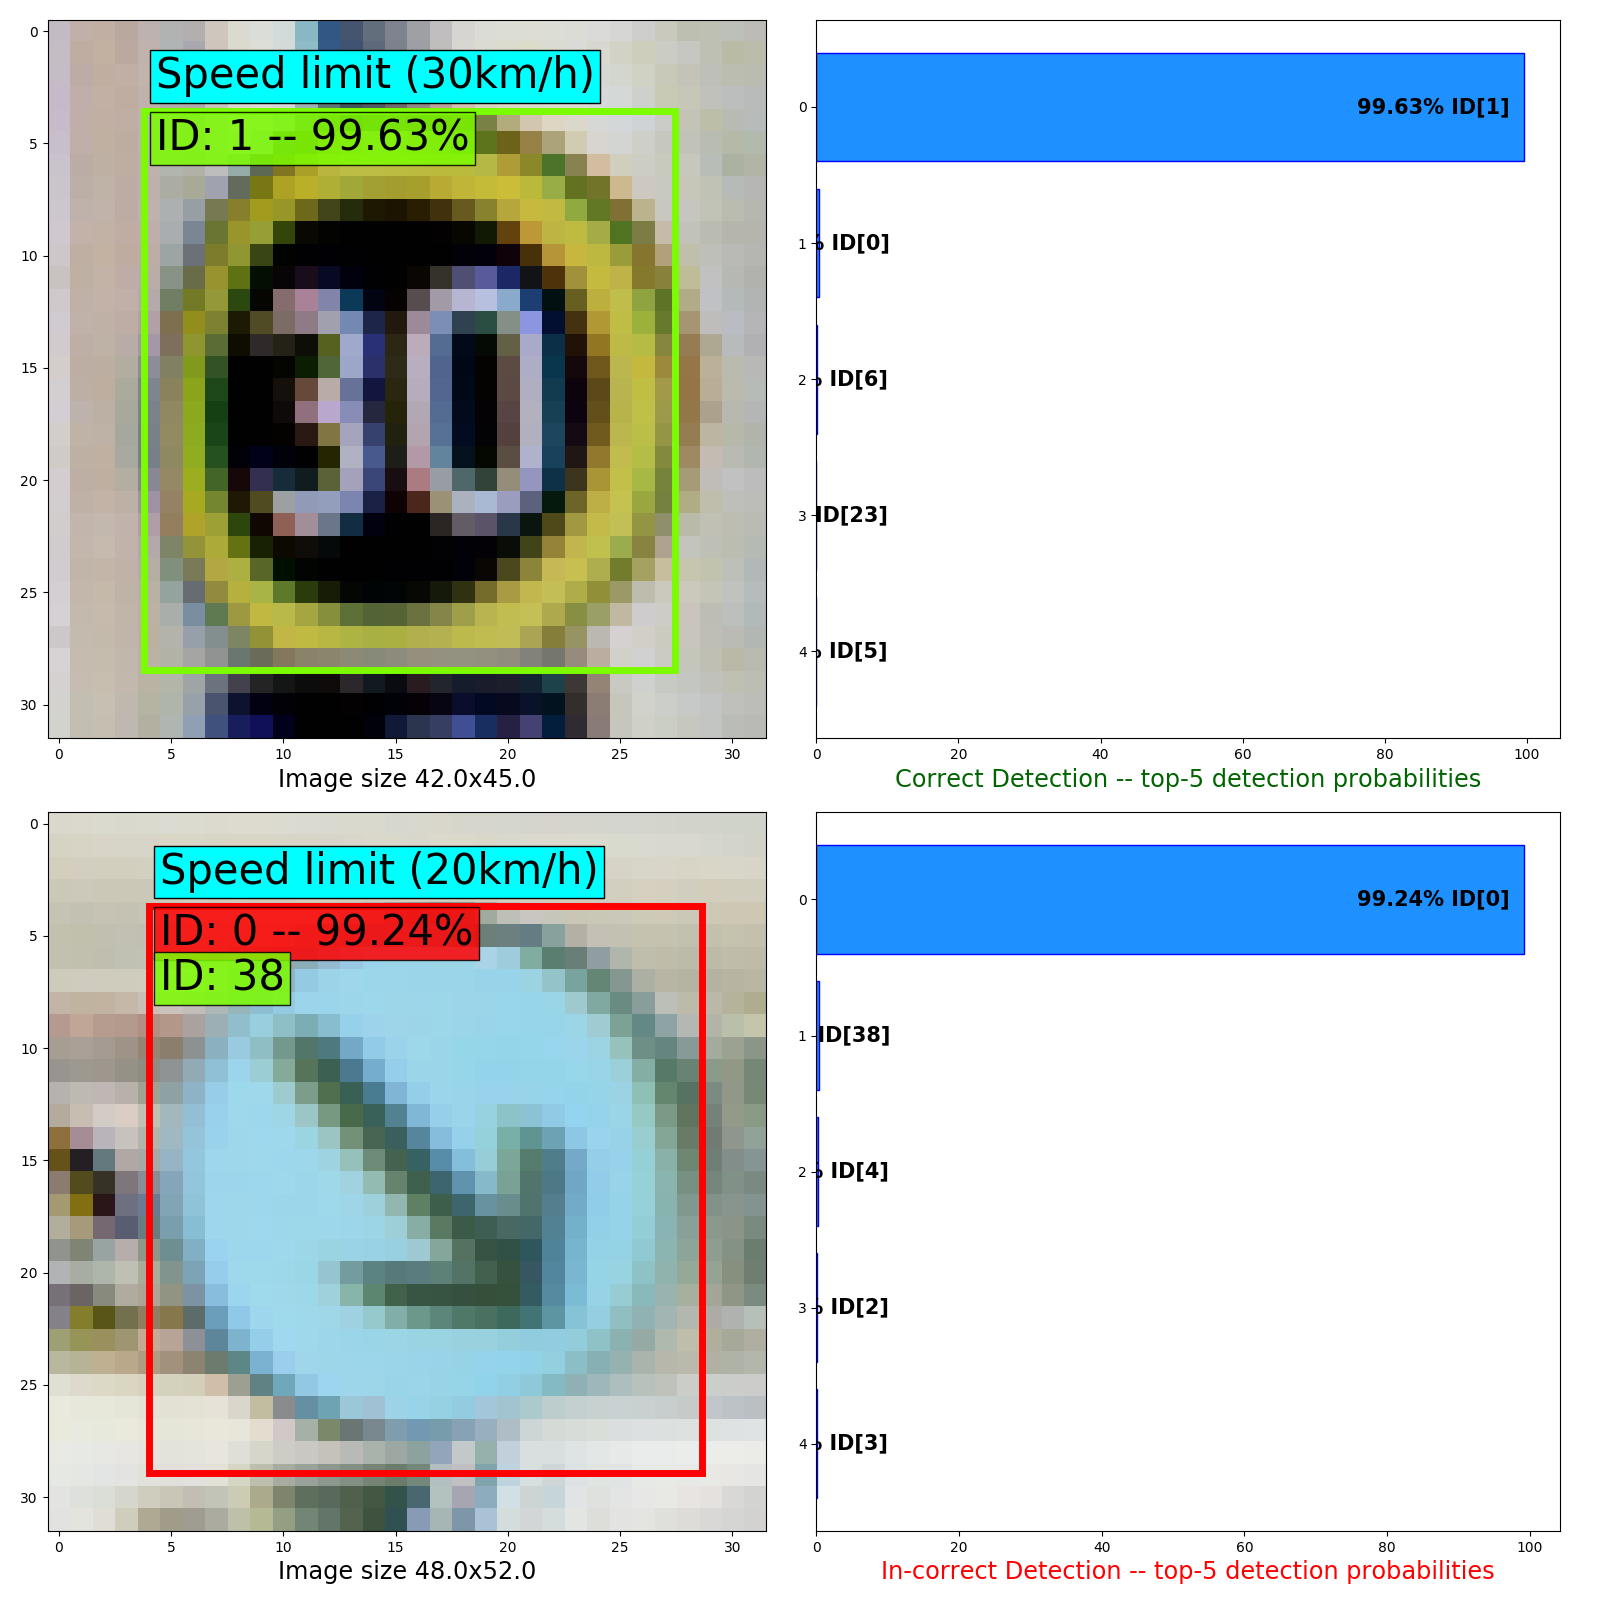 0
5
10
15
20
25
30
Speed limit (30km/h)
ID: 1 -- 99.63%
30
0 5 10 15 20 25 30
Image size 42.0x45.0
0
1
2
3
4
99.63% ID[1]
ID[0]
ID[6]
ID[23]
ID[5]
0 20 40 60 80 100
Correct Detection -- top-5 detection probabilities
0
5
10
15
20
25
30
Speed limit (20km/h)
ID: 0 -- 99.24%
ID: 38
0 5 10 15 20 25 30
Image size 48.0x52.0
0
1
2
3
4
99.24% ID[0]
ID[38]
ID[4]
ID[2]
ID[3]
0 20 40 60 80 100
In-correct Detection -- top-5 detection probabilities